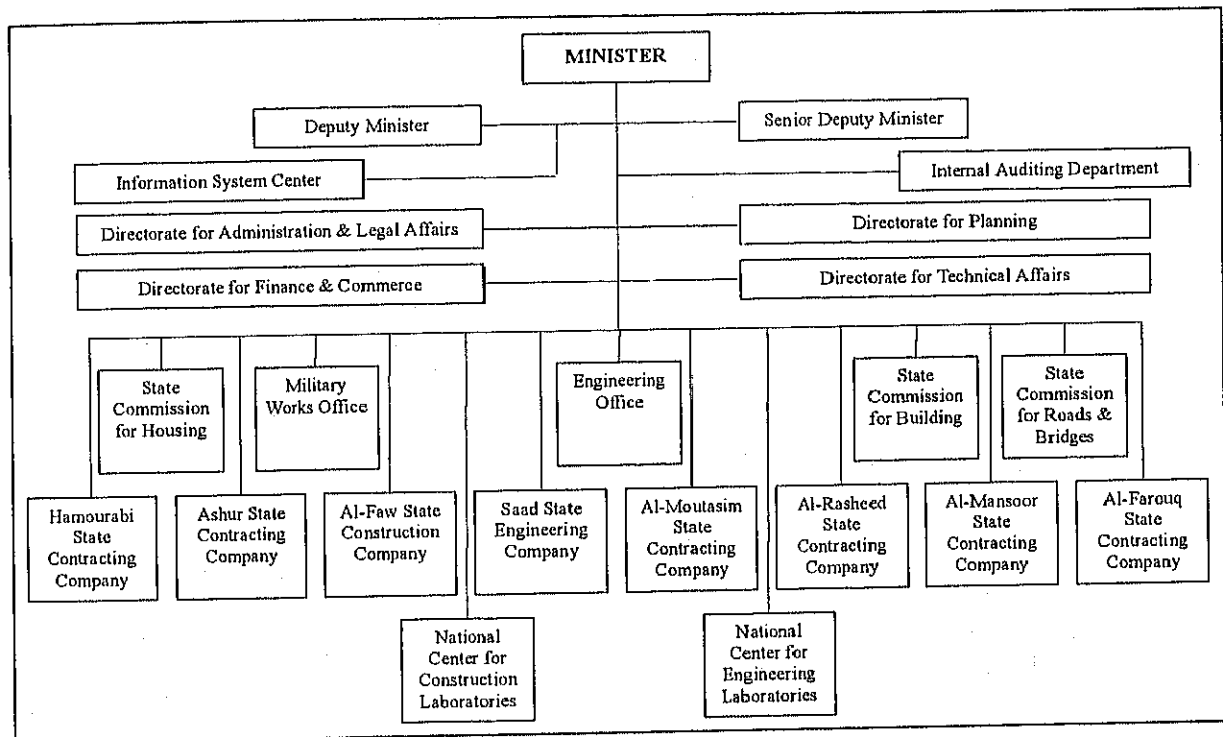 MINISTER
Deputy Minister
Senior Deputy Minister
Information System Center
Internal Auditing Department
Directorate for Administration & Legal Affairs
Directorate for Planning
Directorate for Finance & Commerce
Directorate for Technical Affairs
State
Commission
for Housing
Military
Works Office
Engineering
Office
State
Commission
for Building
State
Commission
for Roads &
Bridges
Hamourabi
State
Contracting
Company
Ashur State
Contracting
Company
Al-Faw State
Construction
Company
Saad State
Engineering
Company
Al-Moutasim
State
Contracting
Company
Al-Rasheed
State
Contracting
Company
Al-Mansoor
State
Contracting
Company
Al-Farouq
State
Contracting
Company
National
Center for
Construction
Laboratories
National
Center for
Engineering
Laboratories